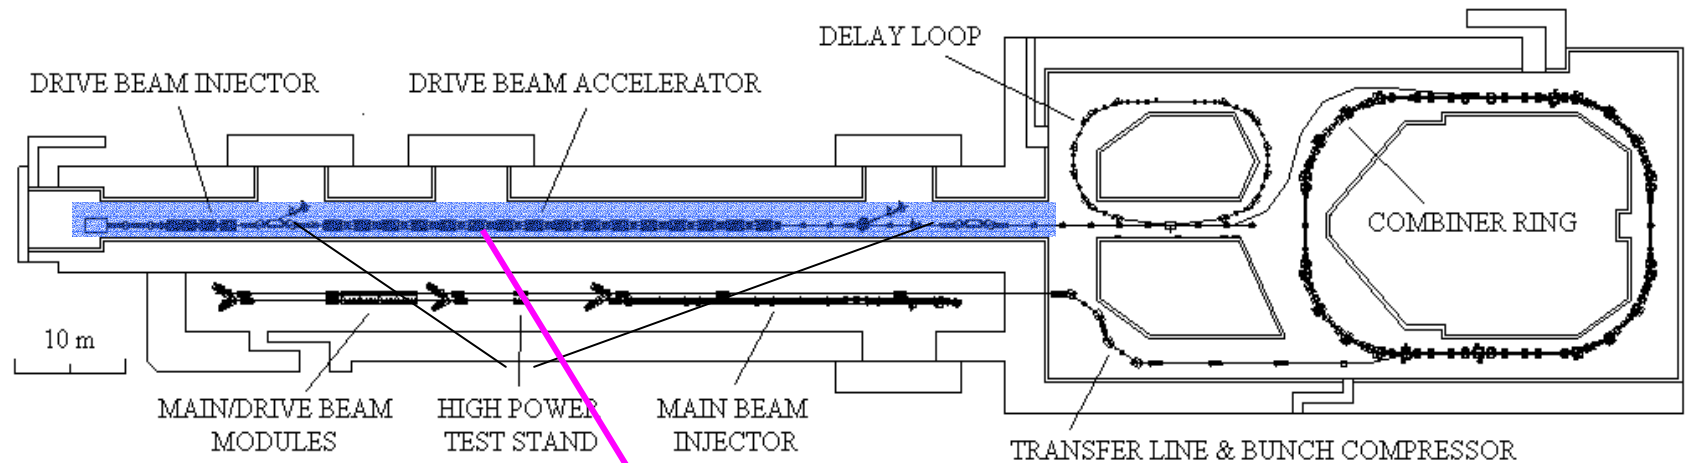 DELAY LOOP
DRIVE BEAM INJECTOR
DRIVE BEAM ACCELERATOR
COMBINER RING
10 m
MAIN/DRIVE BEAM
MODULES
HIGH POWER
TEST STAND
MAIN BEAM
INJECTOR
TRANSFER LINE & BUNCH COMPRESSOR